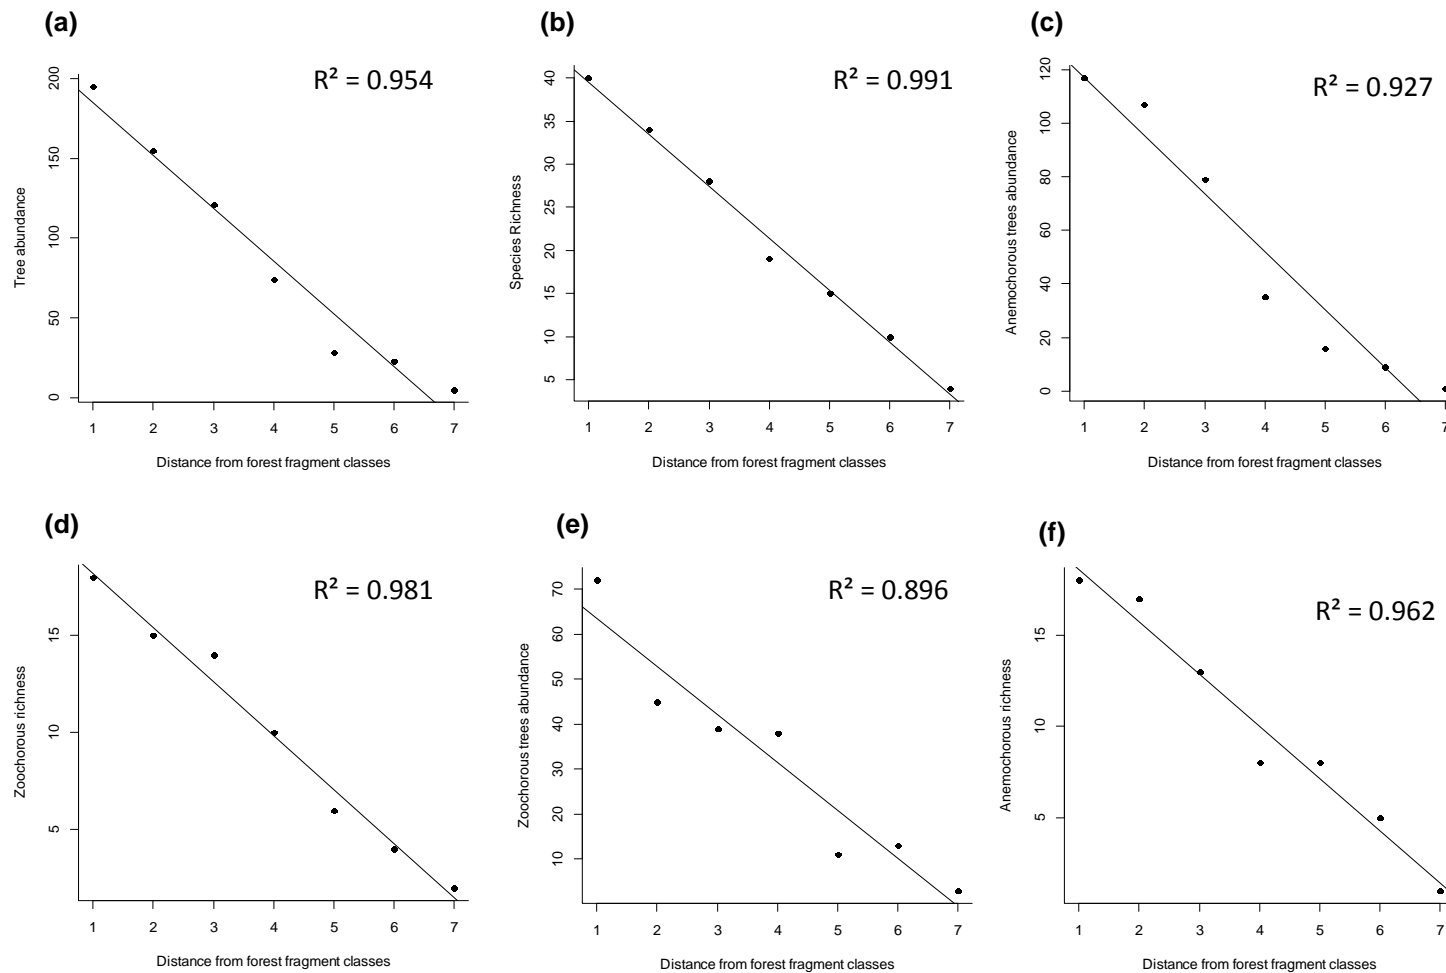 (a)
R² = 0.954
Tree abundance
200
150
100
50
0
1 2 3 4 5 6 7
Distance from forest fragment classes
(b)
R² = 0.991
Species Richness
40
35
30
25
20
15
10
5
1 2 3 4 5 6 7
Distance from forest fragment classes
(c)
R² = 0.927
Anemochorous trees abundance
120
100
80
60
40
20
0
1 2 3 4 5 6 7
Distance from forest fragment classes
(d)
R² = 0.981
Zoochorous richness
15
10
5
1 2 3 4 5 6 7
Distance from forest fragment classes
(e)
R² = 0.896
Zoochorous trees abundance
70
60
50
40
30
20
10
1 2 3 4 5 6 7
Distance from forest fragment classes
(f)
R² = 0.962
Anemochorous richness
15
10
5
1 2 3 4 5 6 7
Distance from forest fragment classes